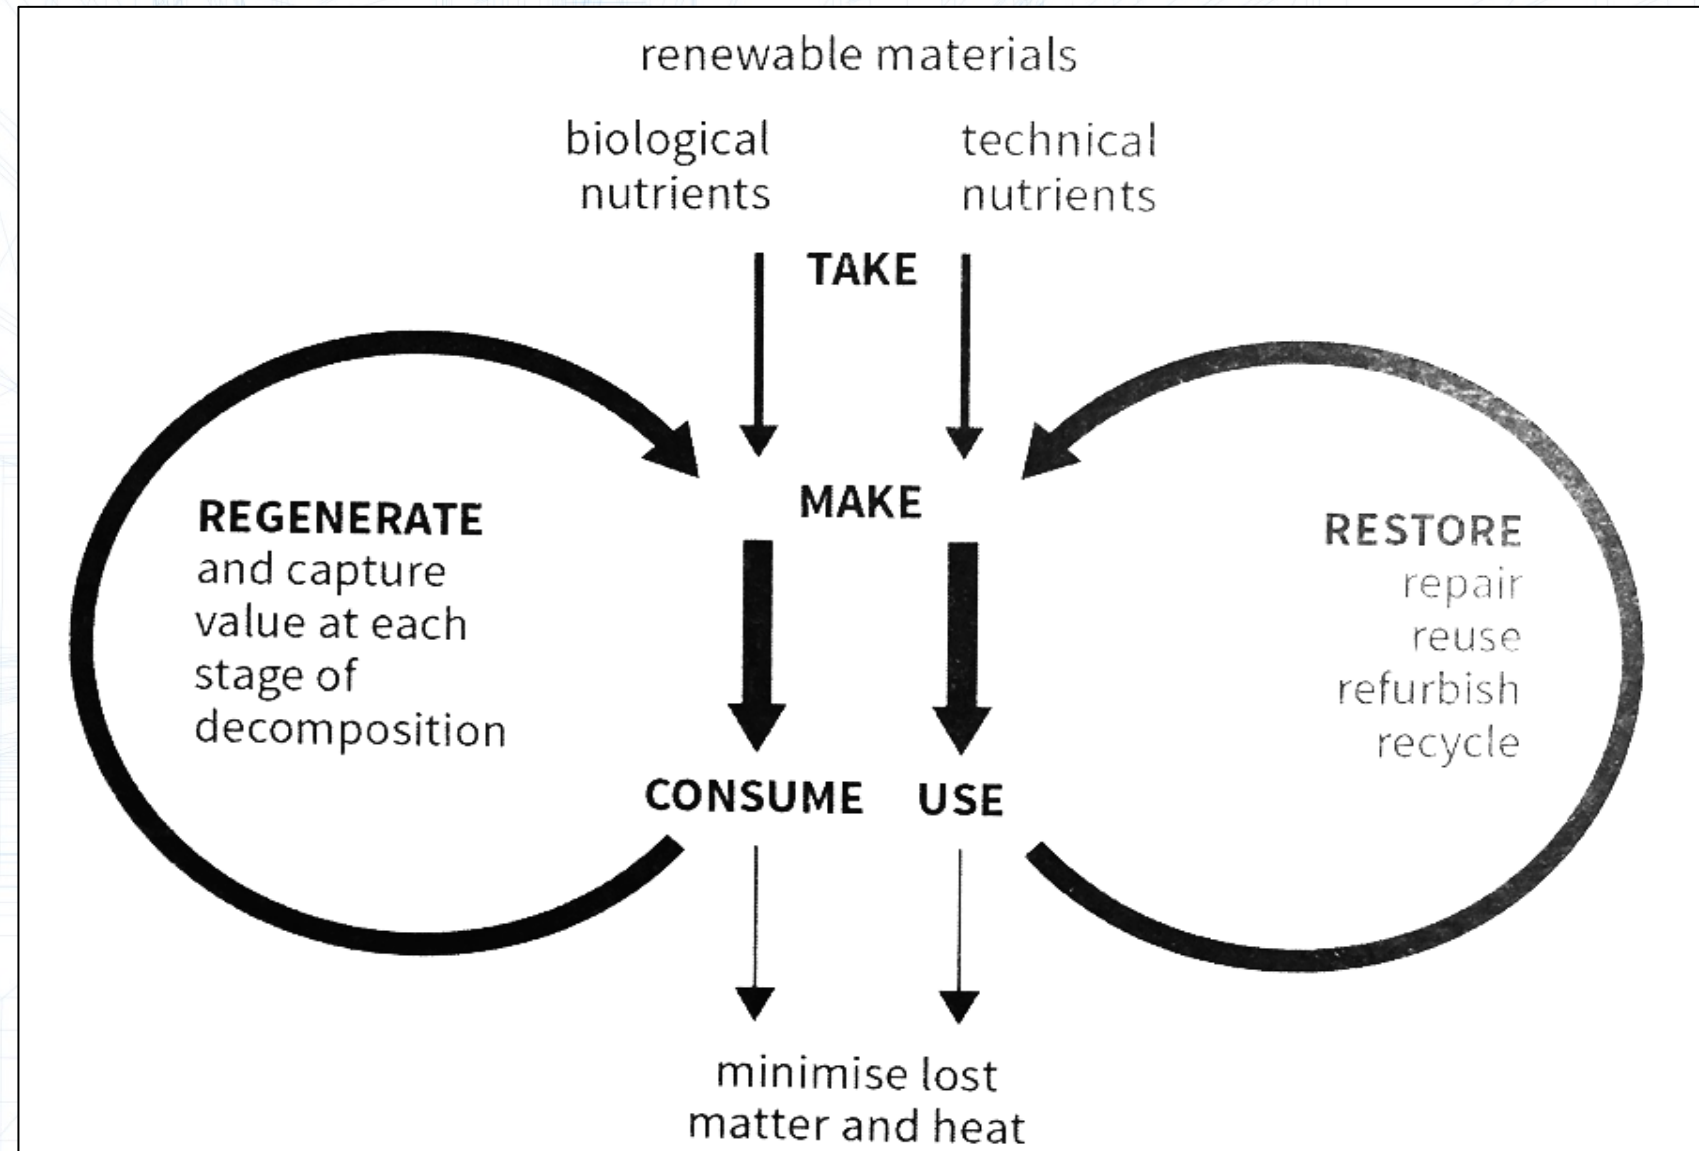 renewable materials
biological
nutrients
technical
nutrients
TAKE
MAKE
REGENERATE
and capture
value at each
stage of
decomposition
RESTORE
repair
reuse
refurbish
recycle
CONSUME
USE
minimise lost
matter and heat